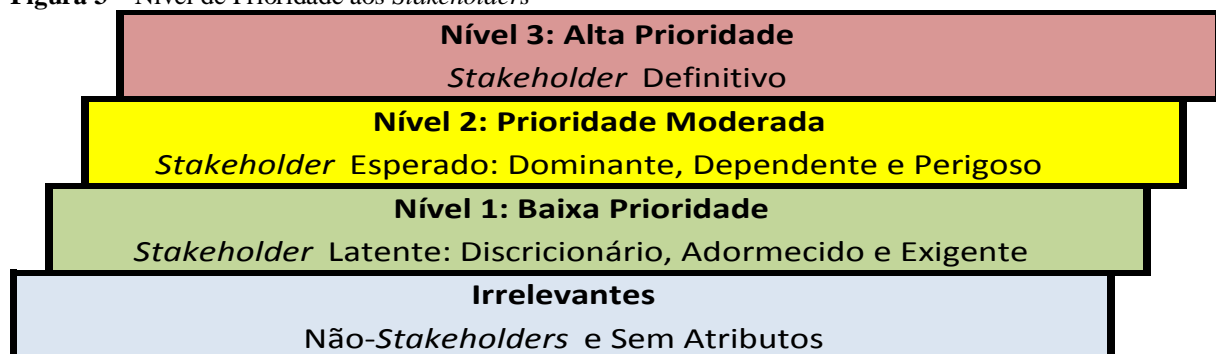 Nível de Prioridade aos Stakeholders
Nível 3: Alta Prioridade
Stakeholder Definitivo
Nível 2: Prioridade Moderada
Stakeholder Esperado: Dominante, Dependente e Perigoso
Nível 1: Baixa Prioridade
Stakeholder Latente: Discricionário, Adormecido e Exigente
Irrelevantes
Não-Stakeholders e Sem Atributos